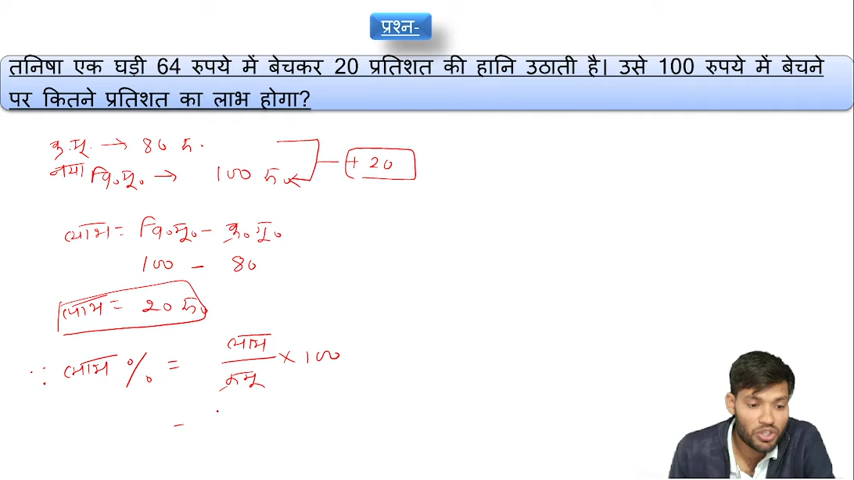 प्रश्न-
तनिषा एक घड़ी 64 रुपये में बेचकर 20 प्रतिशत की हानि उठाती है। उसे 100 रुपये में बेचने
पर कितने प्रतिशत का लाभ होगा?
क्र.मू. → 80 रु.
नया वि.मू. → 100 रु. + 20
लाभ = वि.मू. - क्र.मू.
100 - 80
लाभ = 20 रु.
∵ लाभ % = लाभ
क्रमू × 100
-